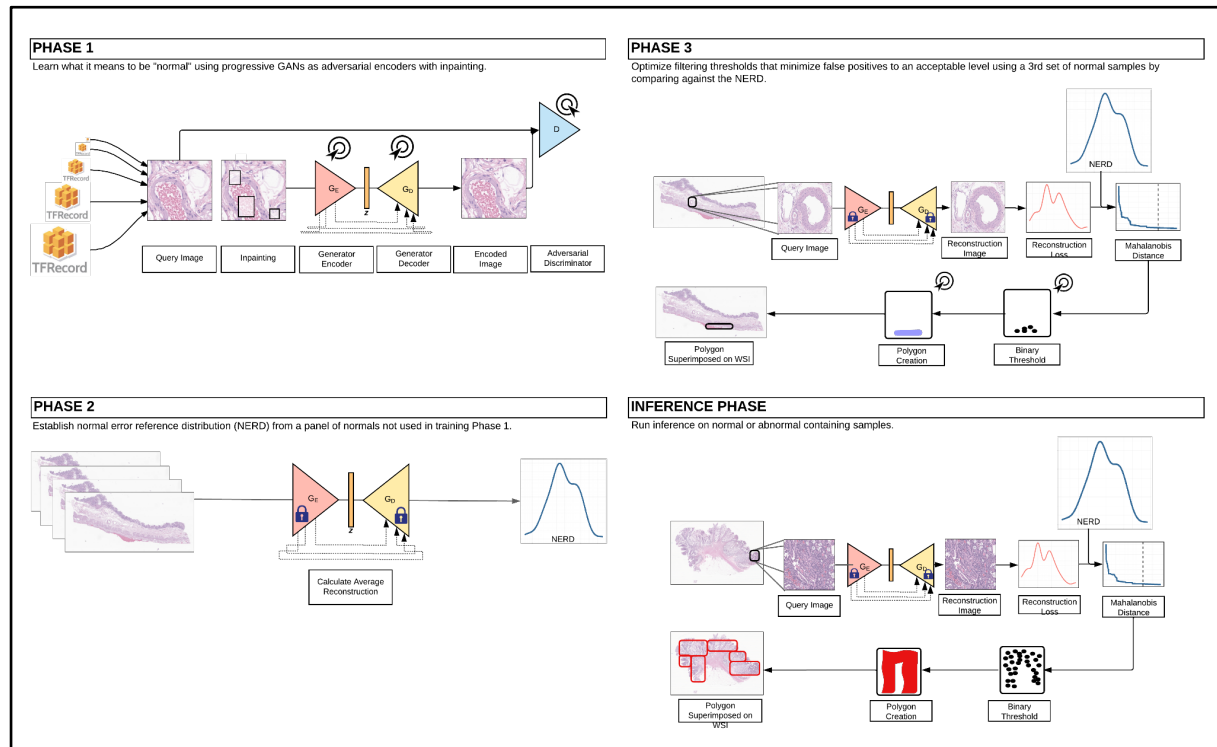 PHASE 1
Learn what it means to be "normal" using progressive GANs as adversarial encoders with inpainting.
D
TFRecord
TFRecord
TFRecord
G_E
z
G_D
Query Image
Inpainting
Generator
Encoder
Generator
Decoder
Encoded
Image
Adversarial
Discriminator
PHASE 2
Establish normal error reference distribution (NERD) from a panel of normals not used in training Phase 1.
G_E
z
G_D
NERD
Calculate Average
Reconstruction
PHASE 3
Optimize filtering thresholds that minimize false positives to an acceptable level using a 3rd set of normal samples by
comparing against the NERD.
NERD
G_E
G_D
Query Image
Reconstruction
Image
Reconstruction
Loss
Mahalanobis
Distance
Polygon
Superimposed on WSI
Polygon
Creation
Binary
Threshold
INFERENCE PHASE
Run inference on normal or abnormal containing samples.
NERD
G_E
G_D
Query Image
Reconstruction
Image
Reconstruction
Loss
Mahalanobis
Distance
Polygon
Superimposed on
WSI
Polygon
Creation
Binary
Threshold